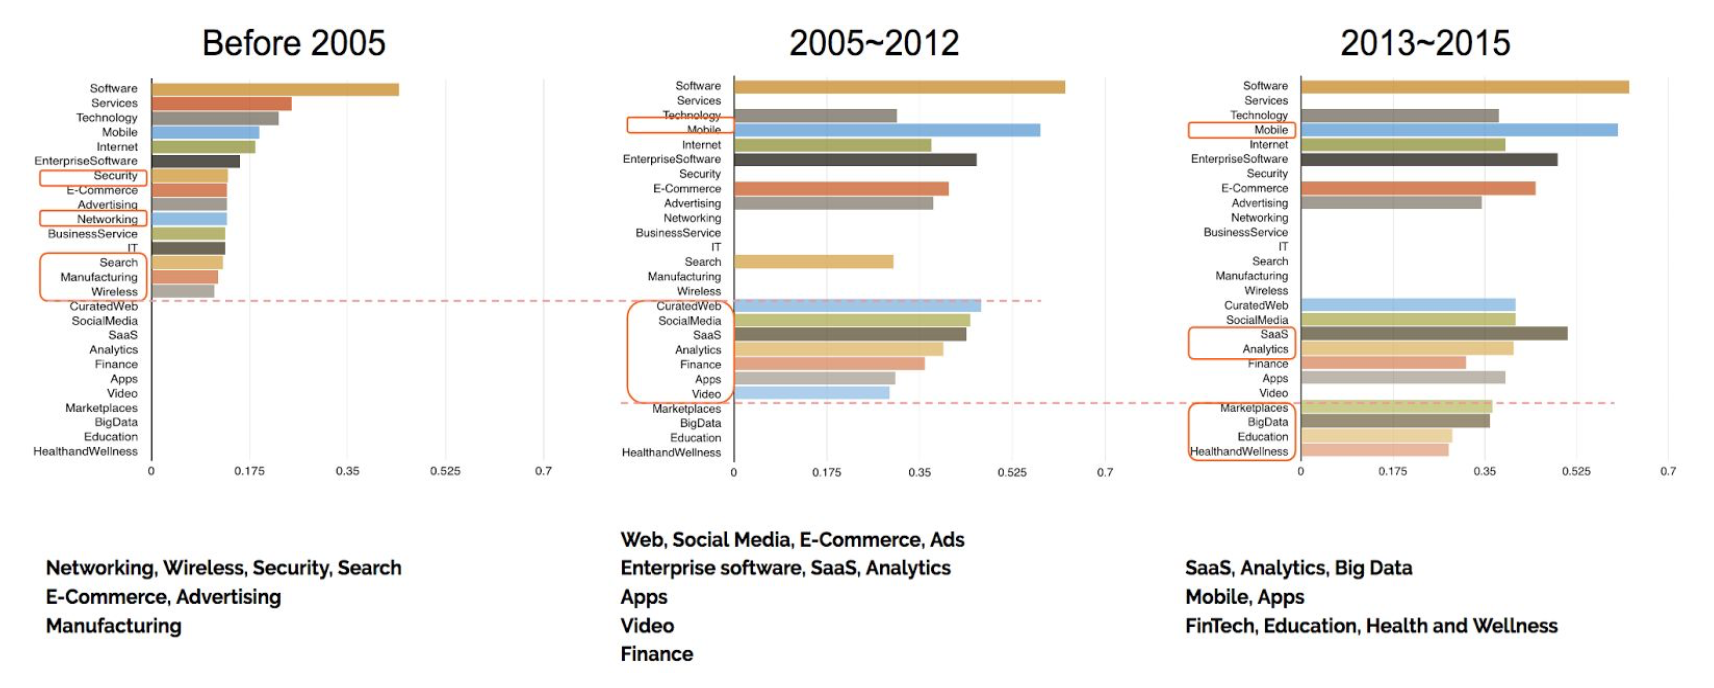 Before 2005
Software
Services
Technology
Mobile
Internet
EnterpriseSoftware
Security
E-Commerce
Advertising
Networking
BusinessService
IT
Search
Manufacturing
Wireless
CuratedWeb
SocialMedia
SaaS
Analytics
Finance
Apps
Video
Marketplaces
BigData
Education
HealthandWellness
0 0.175 0.35 0.525 0.7
Networking, Wireless, Security, Search
E-Commerce, Advertising
Manufacturing
2005~2012
Software
Services
Technology
Mobile
Internet
EnterpriseSoftware
Security
E-Commerce
Advertising
Networking
BusinessService
IT
Search
Manufacturing
Wireless
CuratedWeb
SocialMedia
SaaS
Analytics
Finance
Apps
Video
Marketplaces
BigData
Education
HealthandWellness
0 0.175 0.35 0.525 0.7
Web, Social Media, E-Commerce, Ads
Enterprise software, SaaS, Analytics
Apps
Video
Finance
2013~2015
Software
Services
Technology
Mobile
Internet
EnterpriseSoftware
Security
E-Commerce
Advertising
Networking
BusinessService
IT
Search
Manufacturing
Wireless
CuratedWeb
SocialMedia
SaaS
Analytics
Finance
Apps
Video
Marketplaces
BigData
Education
HealthandWellness
0 0.175 0.35 0.525 0.7
SaaS, Analytics, Big Data
Mobile, Apps
FinTech, Education, Health and Wellness